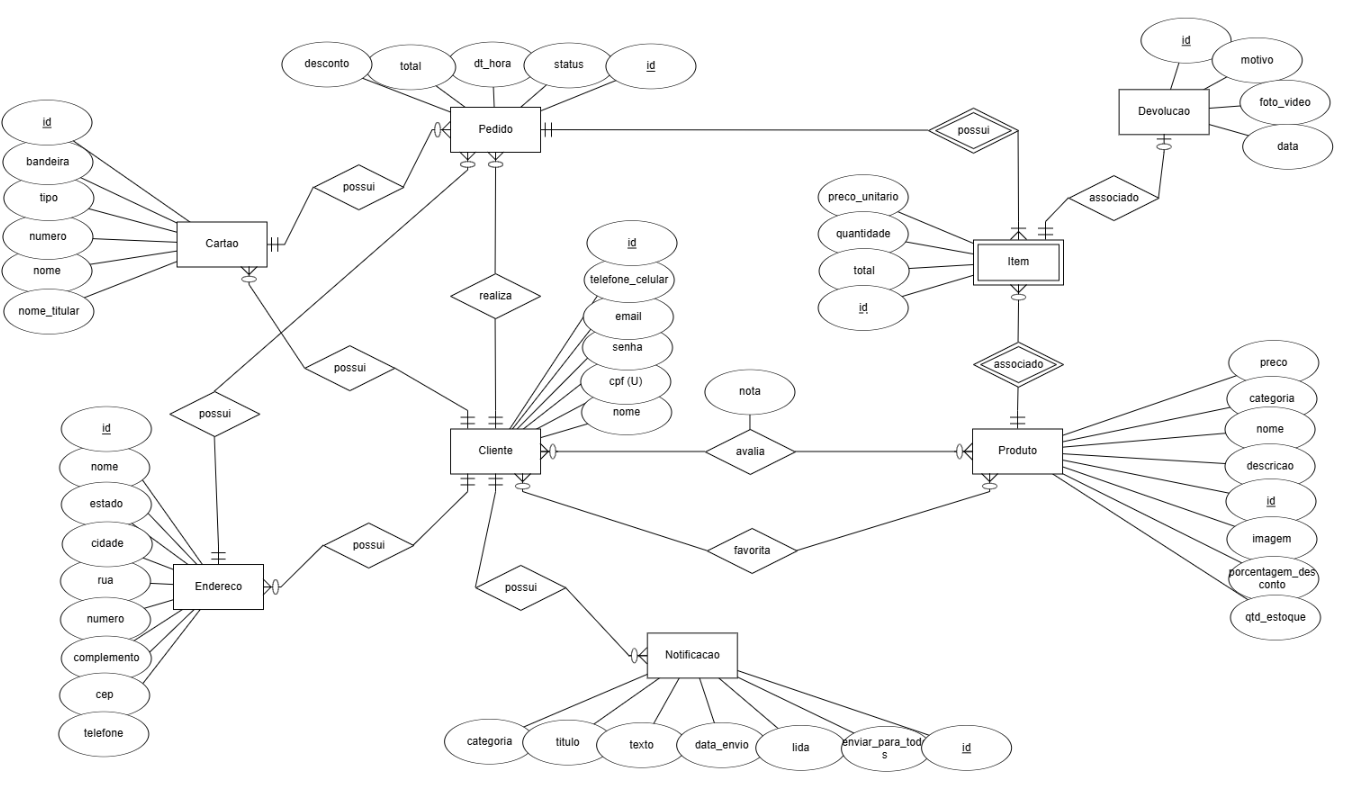 desconto
total
dt_hora
status
id
Pedido
possui
id
motivo
foto_video
data
Devolucao
associado
id
bandeira
tipo
numero
nome
nome_titular
Cartao
possui
preco_unitario
quantidade
total
id
Item
realiza
id
telefone_celular
email
senha
cpf (U)
nome
possui
associado
possui
Cliente
nota
avalia
Produto
preco
categoria
nome
descricao
id
imagem
porcentagem_des
conto
qtd_estoque
id
nome
estado
cidade
rua
numero
complemento
cep
telefone
Endereco
possui
favorita
possui
Notificacao
categoria
titulo
texto
data_envio
lida
enviar_para_tod
s
id